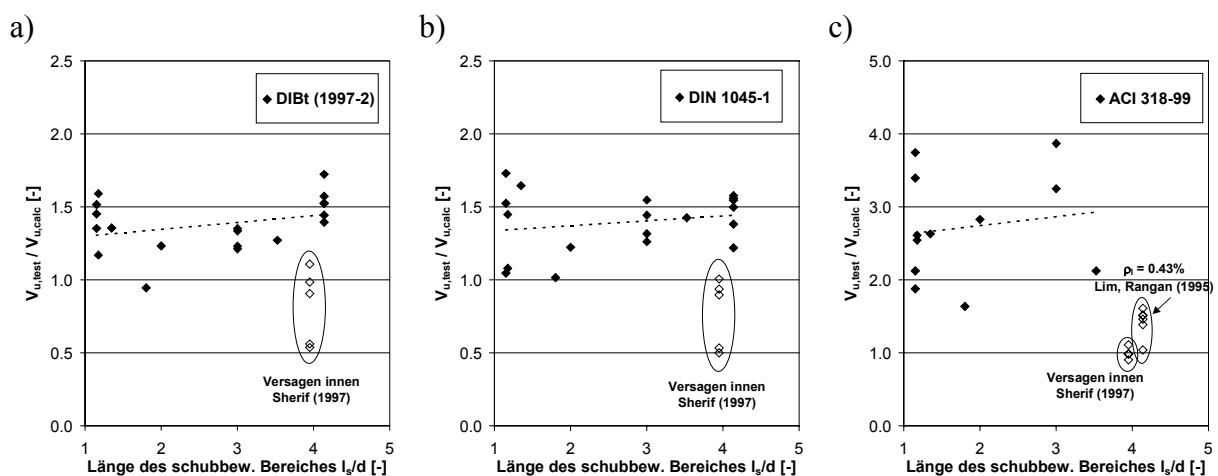 a)
2.5
2.0
1.5
1.0
0.5
0.0
1 2 3 4 5
V_u,test / V_u,calc [-]
Länge des schubbew. Bereiches l_s/d [-]
DIBt (1997-2)
Versagen innen
Sherif (1997)
b)
2.5
2.0
1.5
1.0
0.5
0.0
1 2 3 4 5
V_u,test / V_u,calc [-]
Länge des schubbew. Bereiches l_s/d [-]
DIN 1045-1
Versagen innen
Sherif (1997)
c)
5.0
4.0
3.0
2.0
1.0
0.0
1 2 3 4 5
V_u,test / V_u,calc [-]
Länge des schubbew. Bereiches l_s/d [-]
ACI 318-99
ρ_l = 0.43%
Lim, Rangan (1995)
Versagen innen
Sherif (1997)